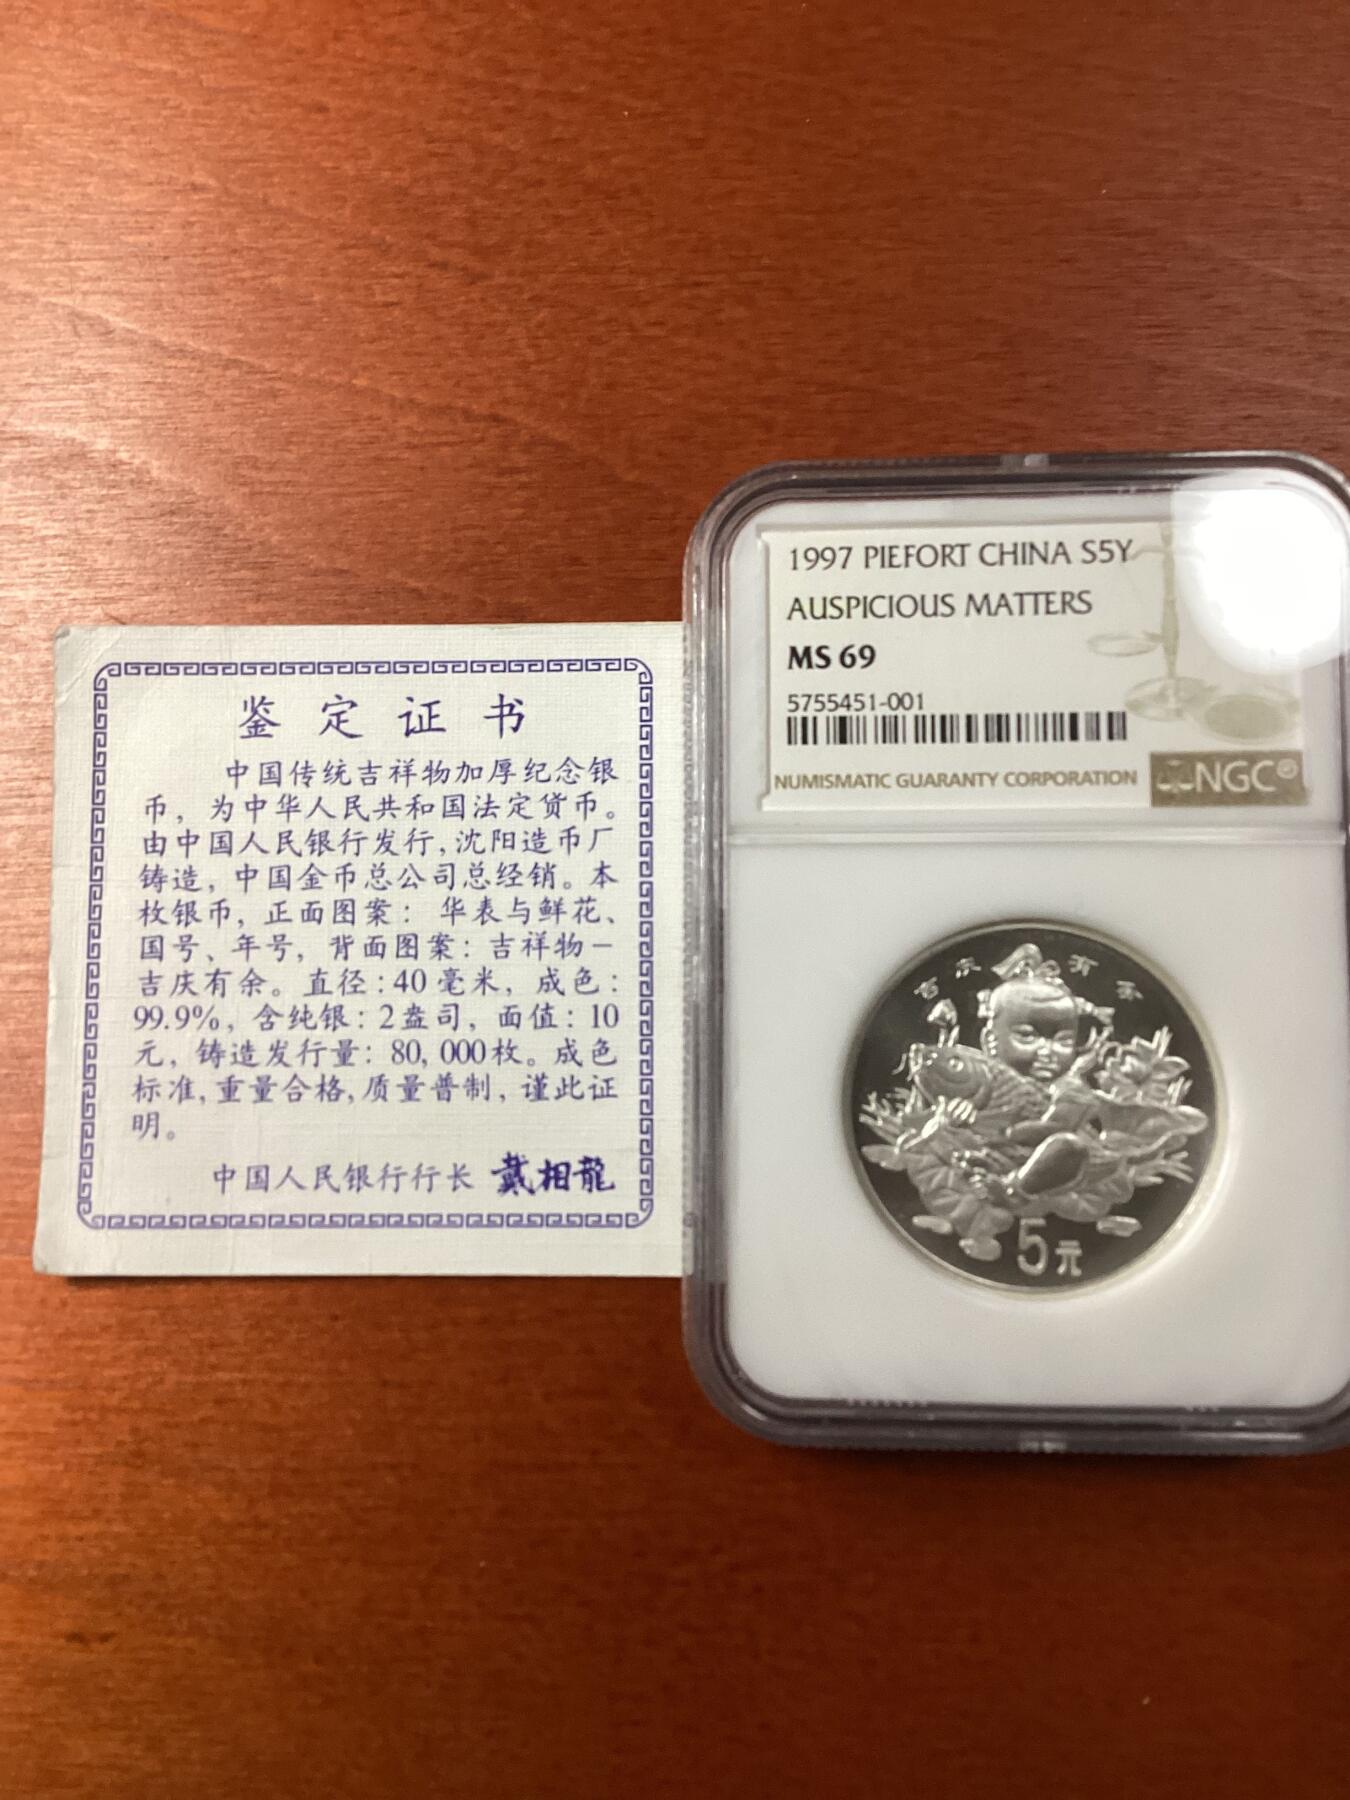 鉴定证书
中国传统吉祥物加厚纪念银
币，为中华人民共和国法定货币。
由中国人民银行发行,沈阳造币厂
铸造，中国金币总公司总经销。本
枚银币，正面图案：华表与鲜花、
国号、年号，背面图案：吉祥物－
吉庆有余。直径:40毫米，成色：
99.9%，含纯银：2盎司，面值：10
元，铸造发行量：80,000枚。成色
标准,重量合格,质量普制，谨此证
明。
中国人民银行行长 戴相龍
1997 PIEFORT CHINA S5Y
AUSPICIOUS MATTERS
MS 69
5755451-001
NUMISMATIC GUARANTY CORPORATION
NGC®
吉庆有余
5元